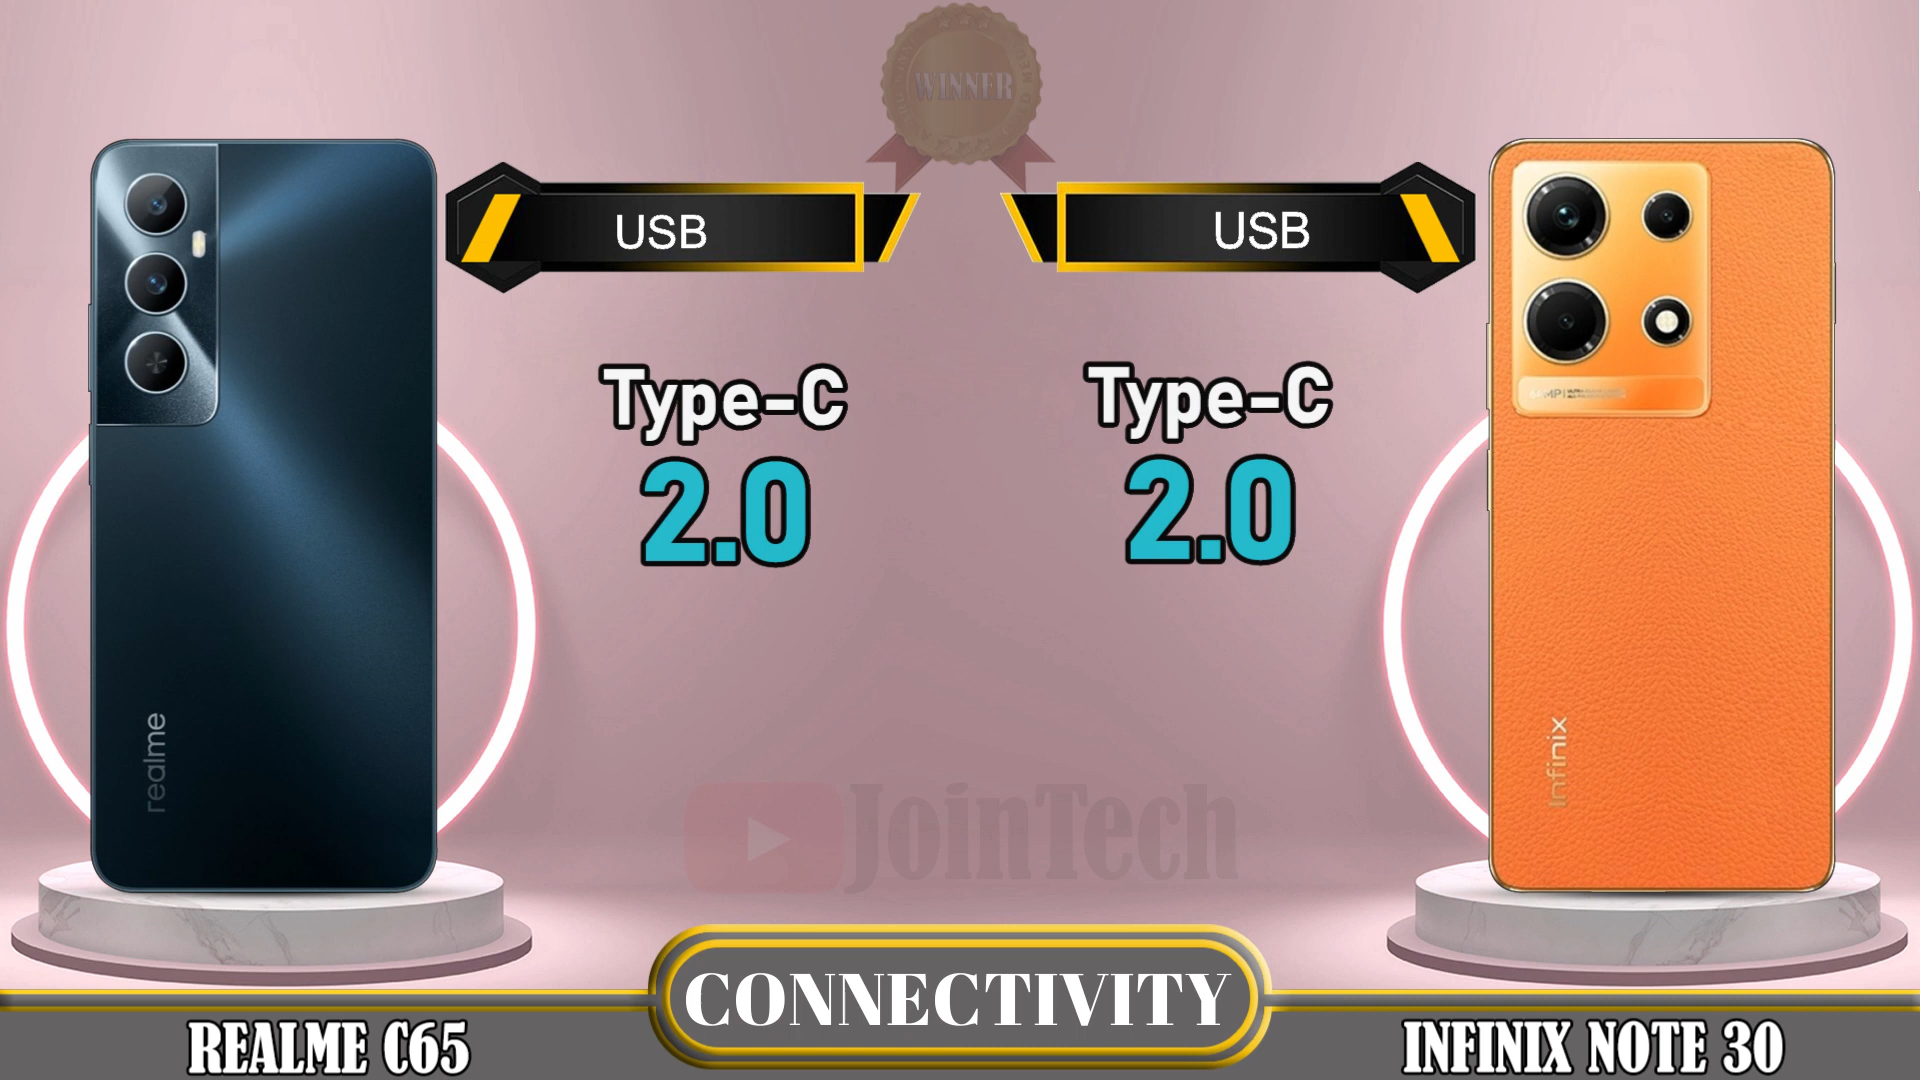 WINNER
USB
USB
Type-C
2.0
Type-C
2.0
realme
Infinix
JoinTech
CONNECTIVITY
REALME C65
INFINIX NOTE 30